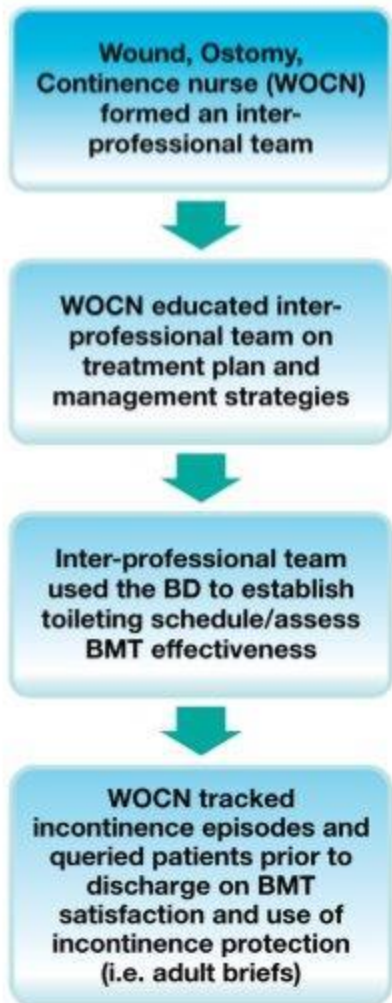 Wound, Ostomy,
Continence nurse (WOCN)
formed an inter-
professional team
WOCN educated inter-
professional team on
treatment plan and
management strategies
Inter-professional team
used the BD to establish
toileting schedule/assess
BMT effectiveness
WOCN tracked
incontinence episodes and
queried patients prior to
discharge on BMT
satisfaction and use of
incontinence protection
(i.e. adult briefs)